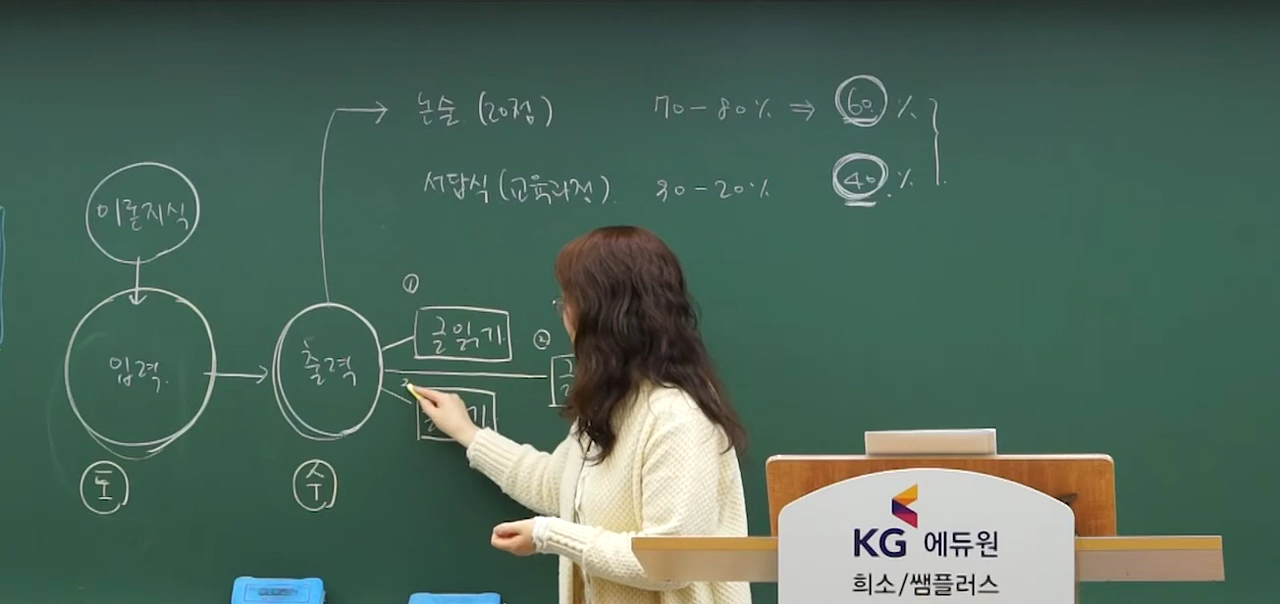 논술 (20점) 70-80% ⇒ 60%
서답식 (교육과정) 30-20% 40%
이론지식
입력
출력
① 글읽기
②
도
수
KG 에듀원
희소/쌤플러스